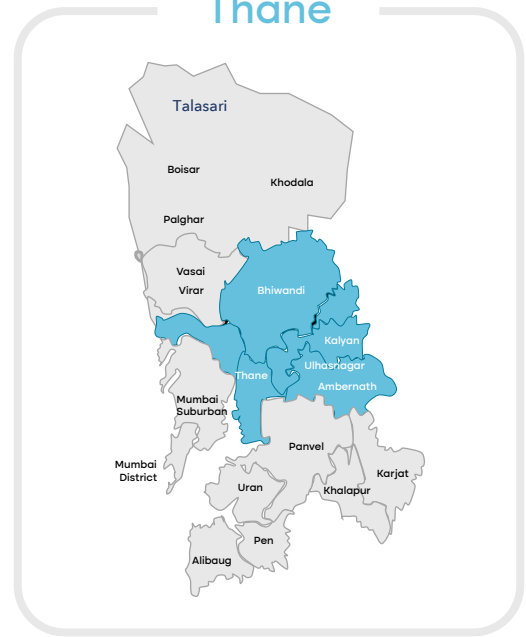 Thane
Talasari
Boisar
Khodala
Palghar
Vasai
Virar
Bhiwandi
Kalyan
Ulhasnagar
Thane
Ambernath
Mumbai
Suburban
Panvel
Mumbai
District
Karjat
Uran
Khalapur
Pen
Alibaug